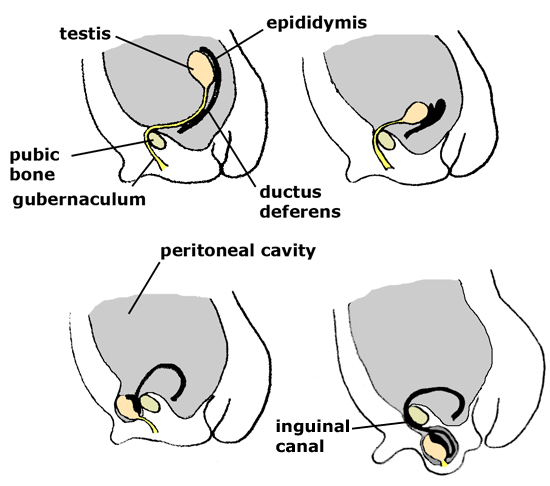 testis
epididymis
pubic
bone
gubernaculum
ductus
deferens
peritoneal cavity
inguinal
canal